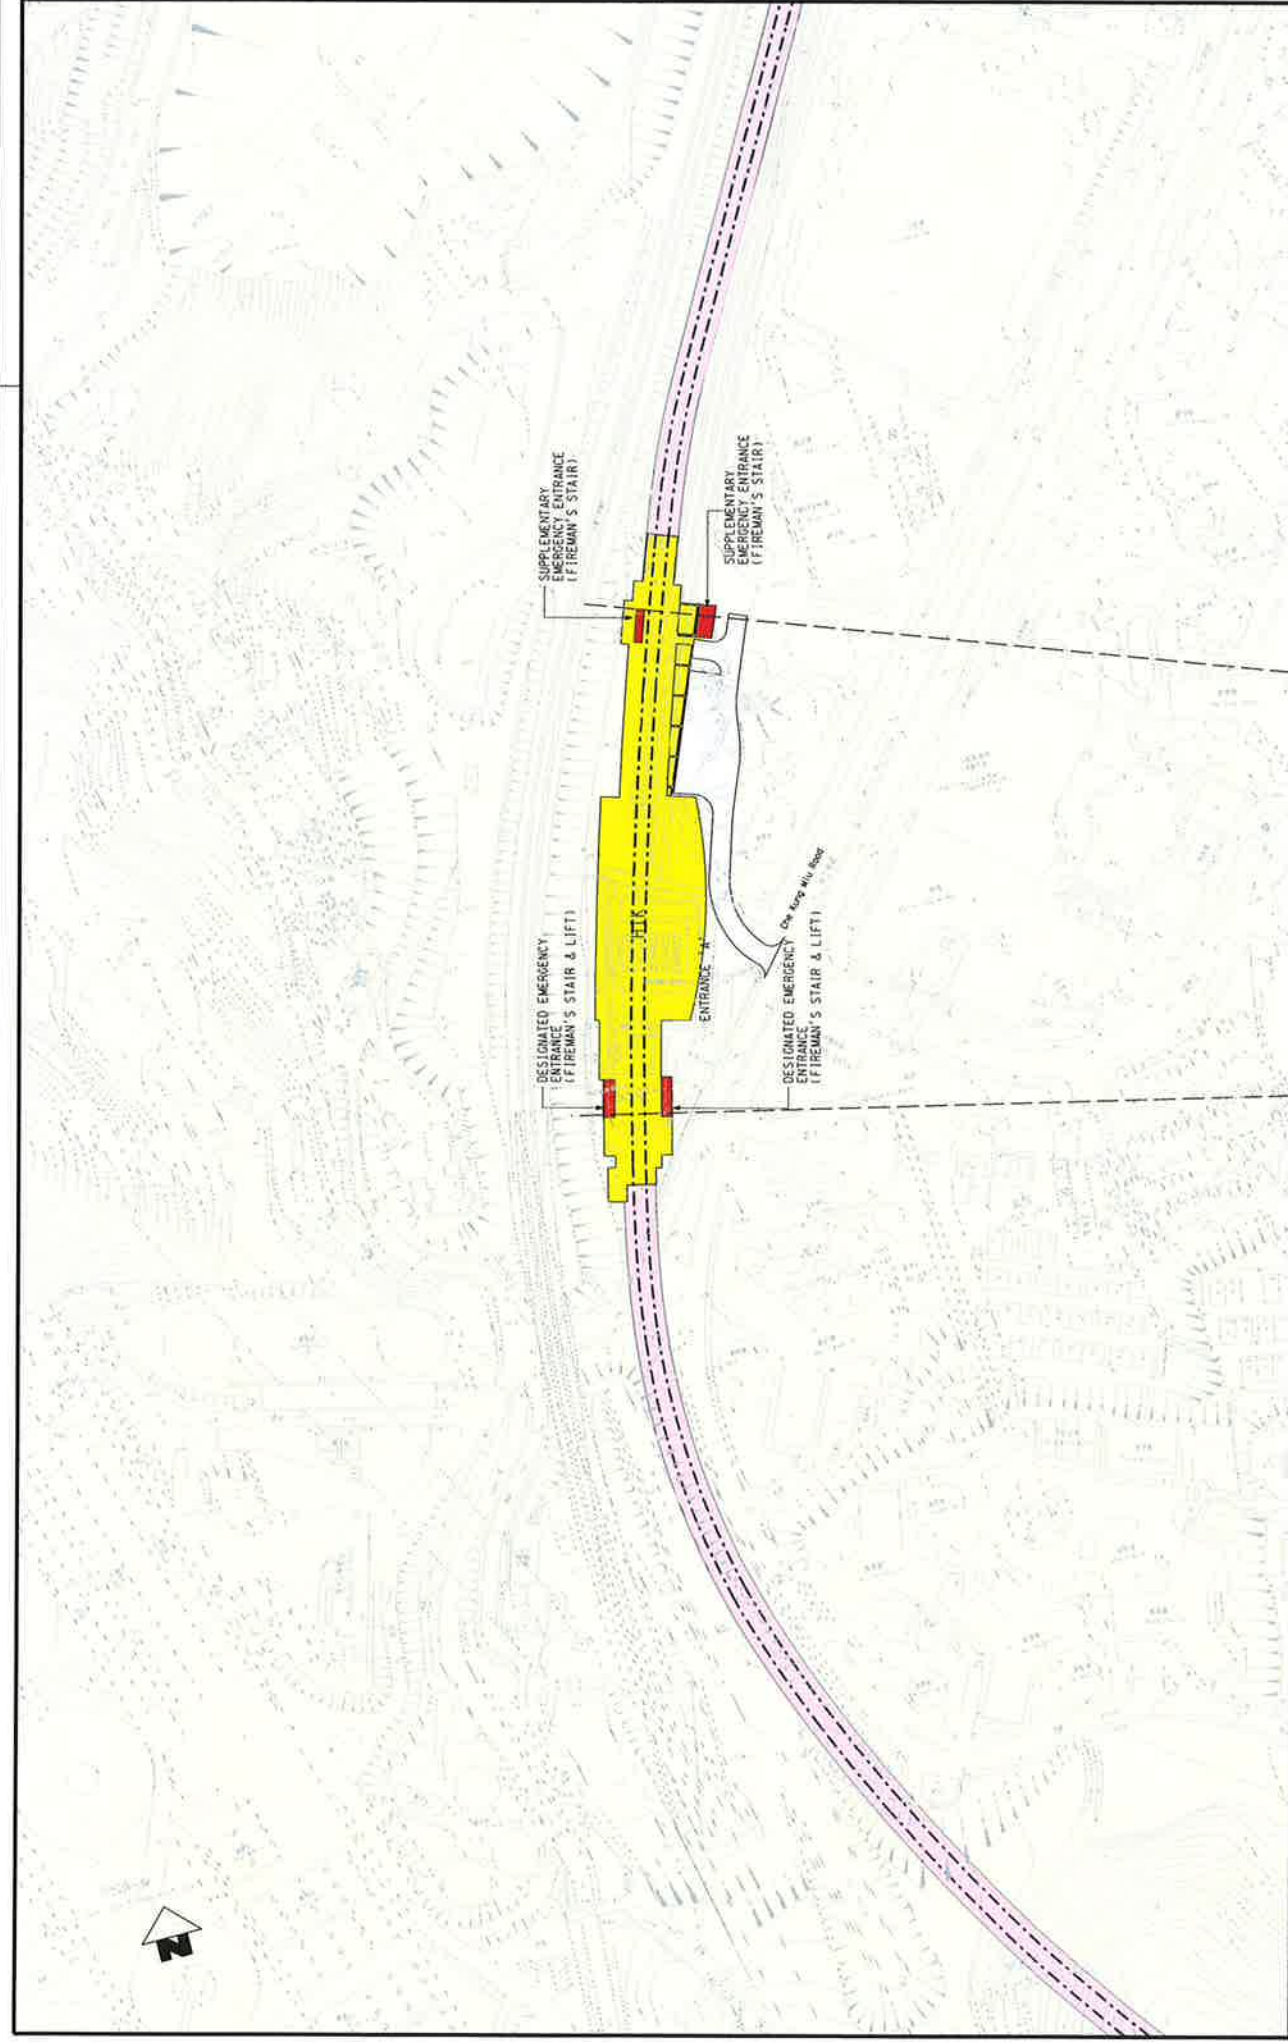 SUPPLEMENTARY
EMERGENCY ENTRANCE
(FIREMAN'S STAIR)
SUPPLEMENTARY
EMERGENCY ENTRANCE
(FIREMAN'S STAIR)
DESIGNATED EMERGENCY
ENTRANCE
(FIREMAN'S STAIR & LIFT)
HIK
ENTRANCE 'A'
Che Kung Miu Road
DESIGNATED EMERGENCY
ENTRANCE
(FIREMAN'S STAIR & LIFT)
N